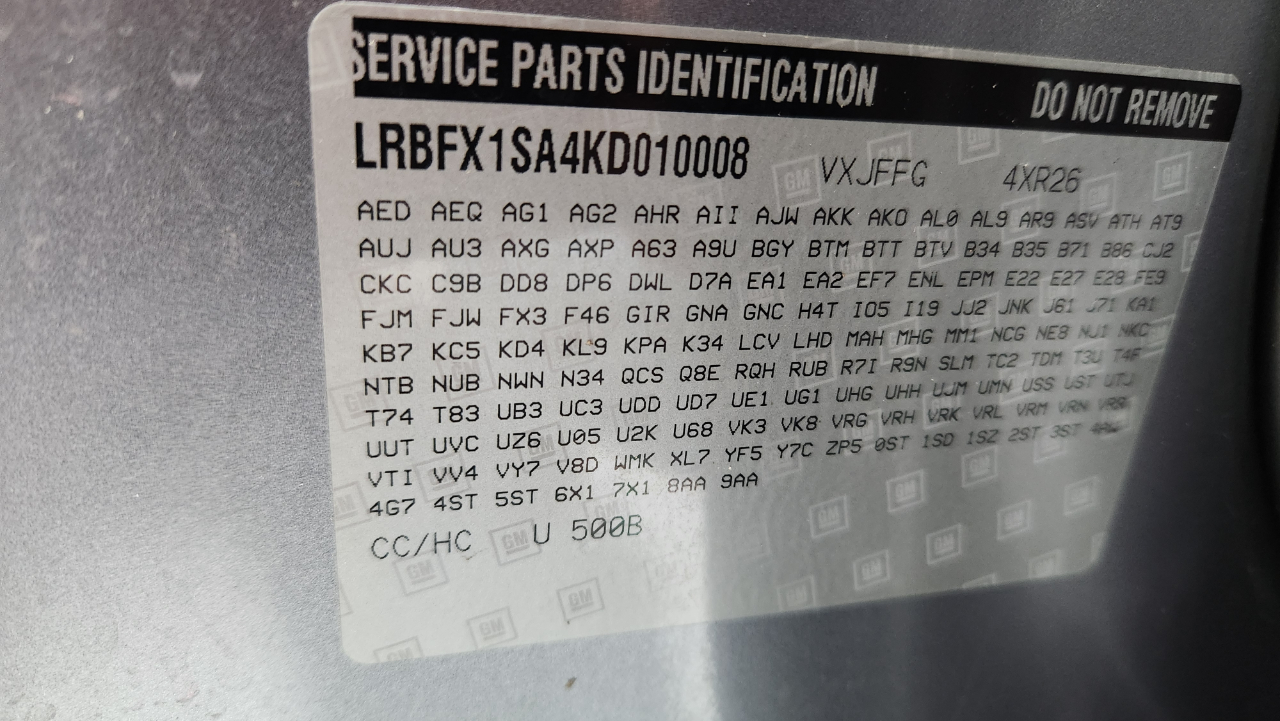 SERVICE PARTS IDENTIFICATION DO NOT REMOVE
LRBFX1SA4KD010008 VXJFFG 4XR26
AED AEQ AG1 AG2 AHR AII AJW AKK AKO AL0 AL9 AR9 ASV ATH AT9
AUJ AU3 AXG AXP A63 A9U BGY BTM BTT BTV B34 B35 B71 B86 CJ2
CKC C9B DD8 DP6 DWL D7A EA1 EA2 EF7 ENL EPM E22 E27 E28 FE9
FJM FJW FX3 F46 GIR GNA GNC H4T IO5 I19 JJ2 JNK J61 J71 KA1
KB7 KC5 KD4 KL9 KPA K34 LCV LHD MAH MHG MM1 NCG NE8 NJ1 NKC
NTB NUB NWN N34 QCS Q8E RQH RUB R7I R9N SLM TC2 TDM T3U T4F
T74 T83 UB3 UC3 UDD UD7 UE1 UG1 UHG UHH UJM UMN USS UST UTJ
UUT UVC UZ6 U05 U2K U68 VK3 VK8 VRG VRH VRK VRL VRM VRN VRR
VTI VV4 VY7 V8D WMK XL7 YF5 Y7C ZP5 0ST 1SD 1SZ 2ST 3ST
4G7 4ST 5ST 6X1 7X1 8AA 9AA
CC/HC U 500B